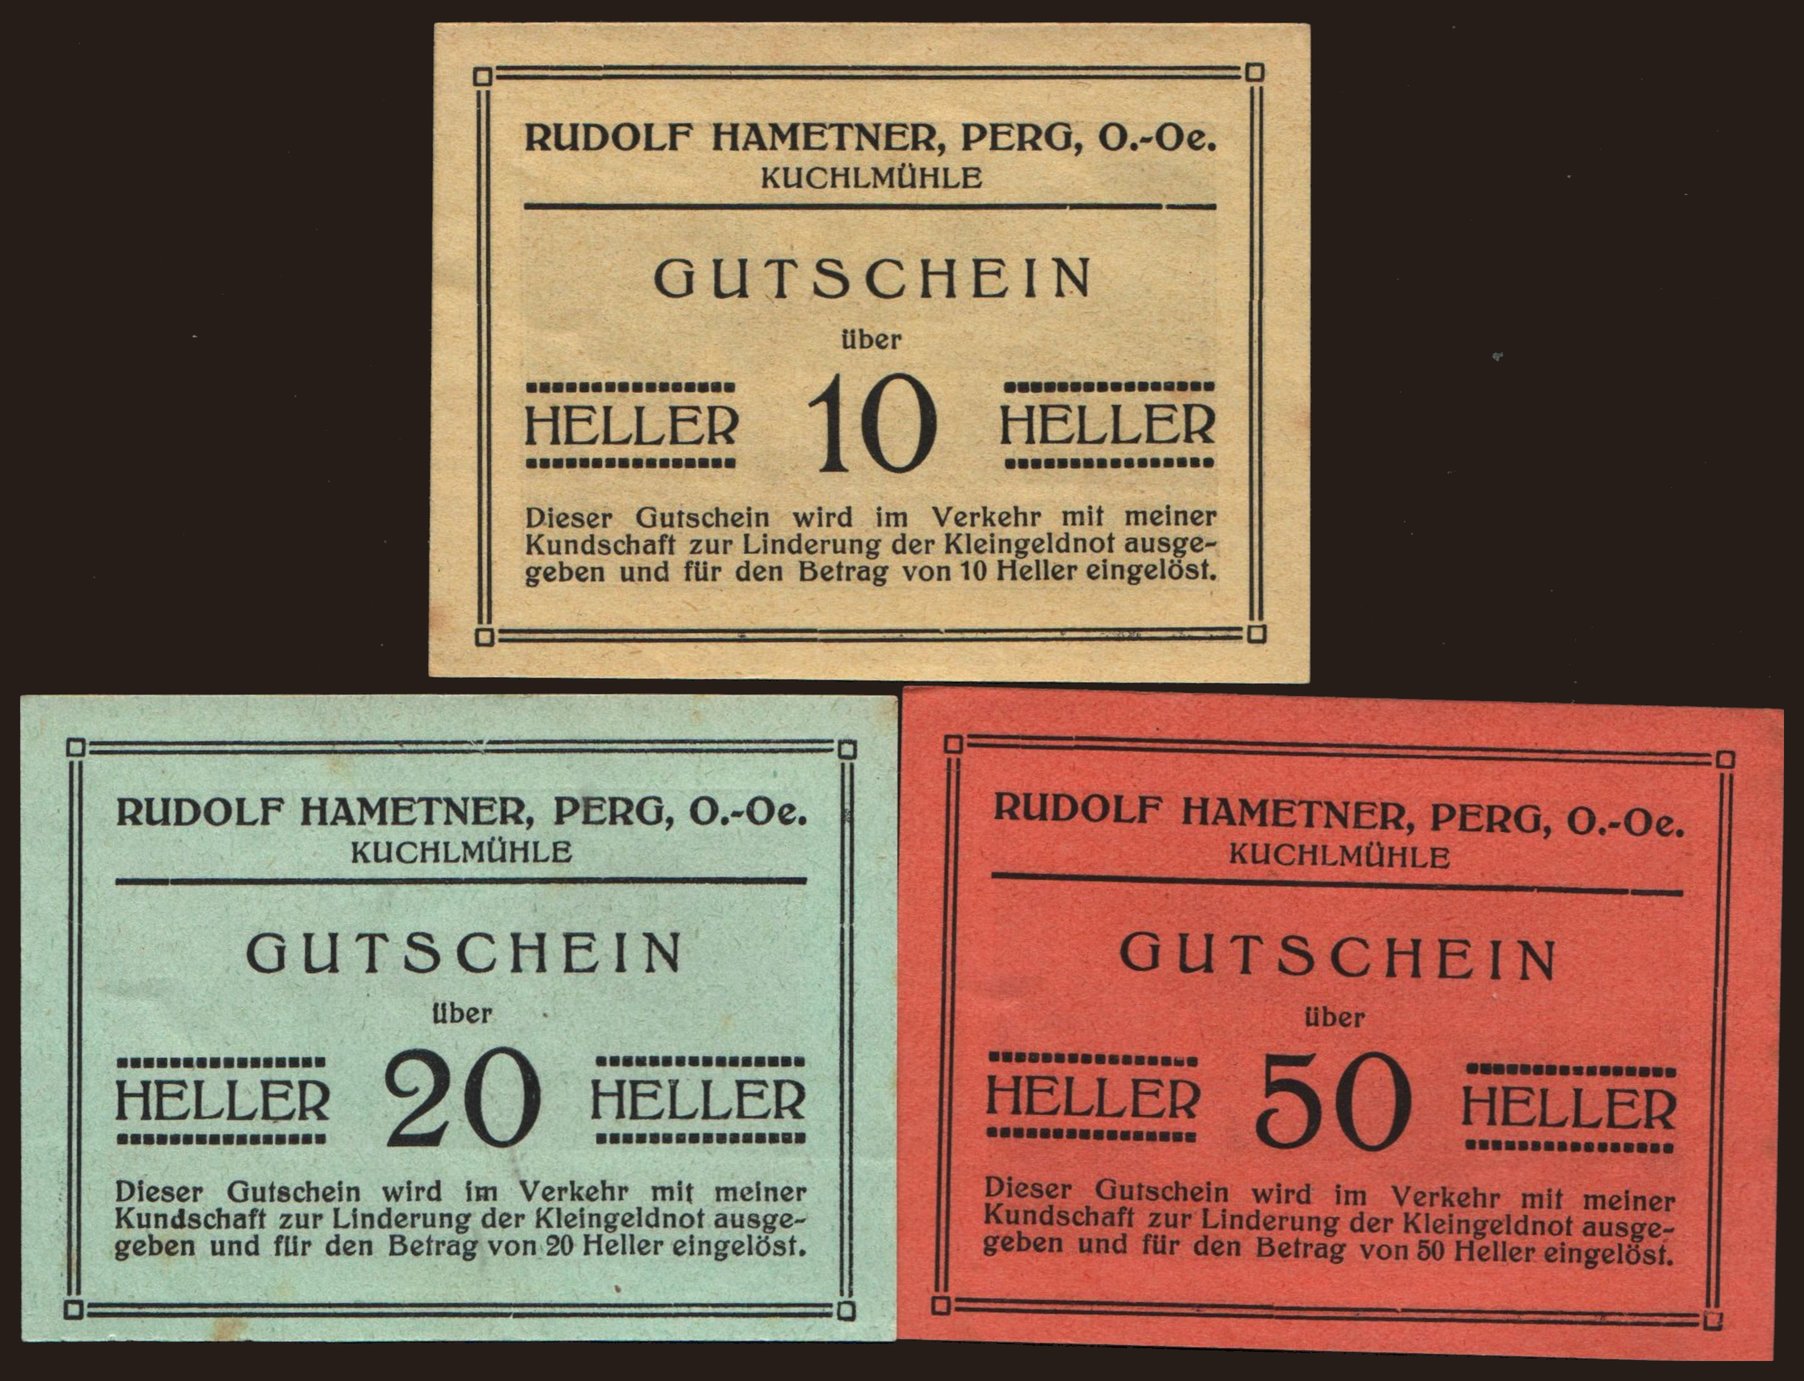 RUDOLF HAMETNER, PERG, O.-Oe.
KUCHLMÜHLE
GUTSCHEIN
über
HELLER 10 HELLER
Dieser Gutschein wird im Verkehr mit meiner
Kundschaft zur Linderung der Kleingeldnot ausge-
geben und für den Betrag von 10 Heller eingelöst.
RUDOLF HAMETNER, PERG, O.-Oe.
KUCHLMÜHLE
GUTSCHEIN
über
HELLER 20 HELLER
Dieser Gutschein wird im Verkehr mit meiner
Kundschaft zur Linderung der Kleingeldnot ausge-
geben und für den Betrag von 20 Heller eingelöst.
RUDOLF HAMETNER, PERG, O.-Oe.
KUCHLMÜHLE
GUTSCHEIN
über
HELLER 50 HELLER
Dieser Gutschein wird im Verkehr mit meiner
Kundschaft zur Linderung der Kleingeldnot ausge-
geben und für den Betrag von 50 Heller eingelöst.